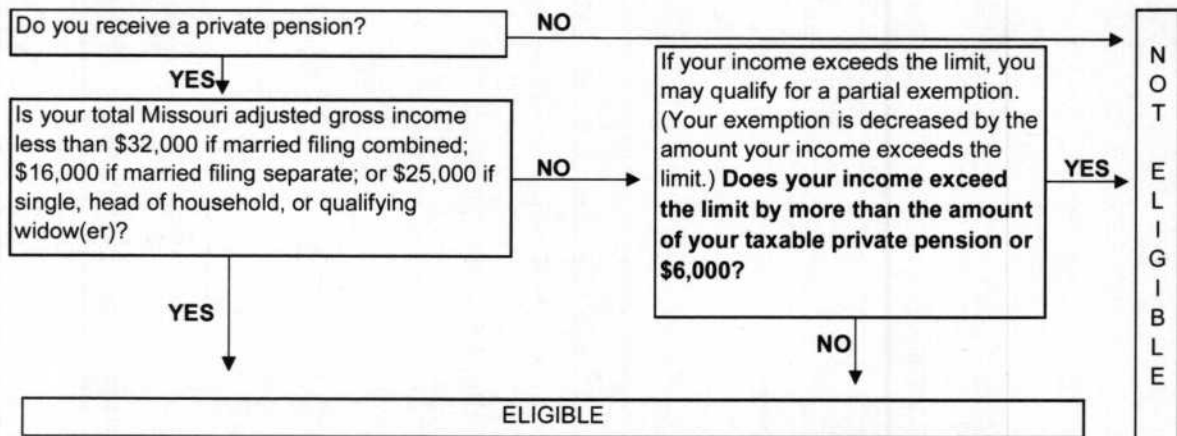 Do you receive a private pension?
NO
YES
Is your total Missouri adjusted gross income
less than $32,000 if married filing combined;
$16,000 if married filing separate; or $25,000 if
single, head of household, or qualifying
widow(er)?
NO
If your income exceeds the limit, you
may qualify for a partial exemption.
(Your exemption is decreased by the
amount your income exceeds the
limit.) Does your income exceed
the limit by more than the amount
of your taxable private pension or
$6,000?
YES
YES
NO
ELIGIBLE
N
O
T
E
L
I
G
I
B
L
E